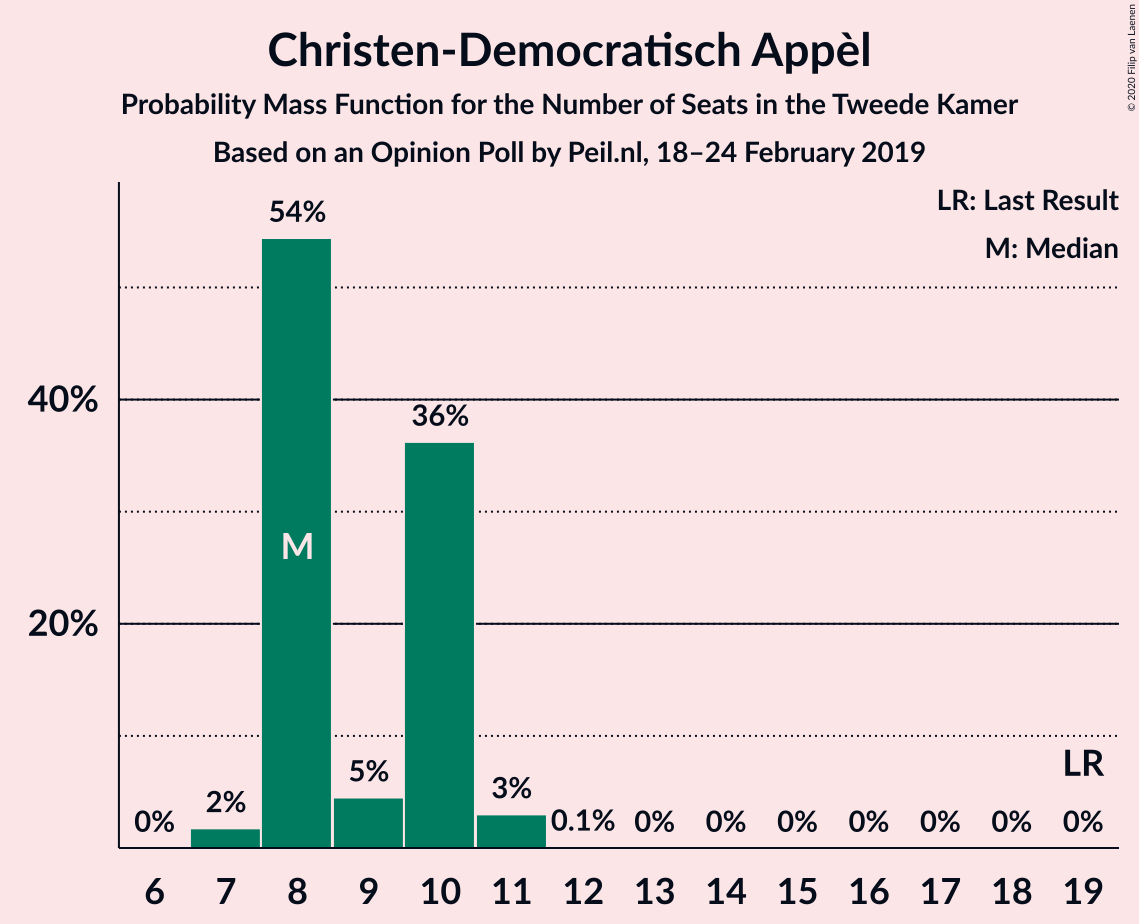 Christen-Democratisch Appèl
Probability Mass Function for the Number of Seats in the Tweede Kamer
Based on an Opinion Poll by Peil.nl, 18–24 February 2019
© 2020 Filip van Laenen
LR: Last Result
M: Median
54%
40%
36%
M
20%
LR
0% 2% 5% 3% 0.1% 0% 0% 0% 0% 0% 0% 0%
6 7 8 9 10 11 12 13 14 15 16 17 18 19